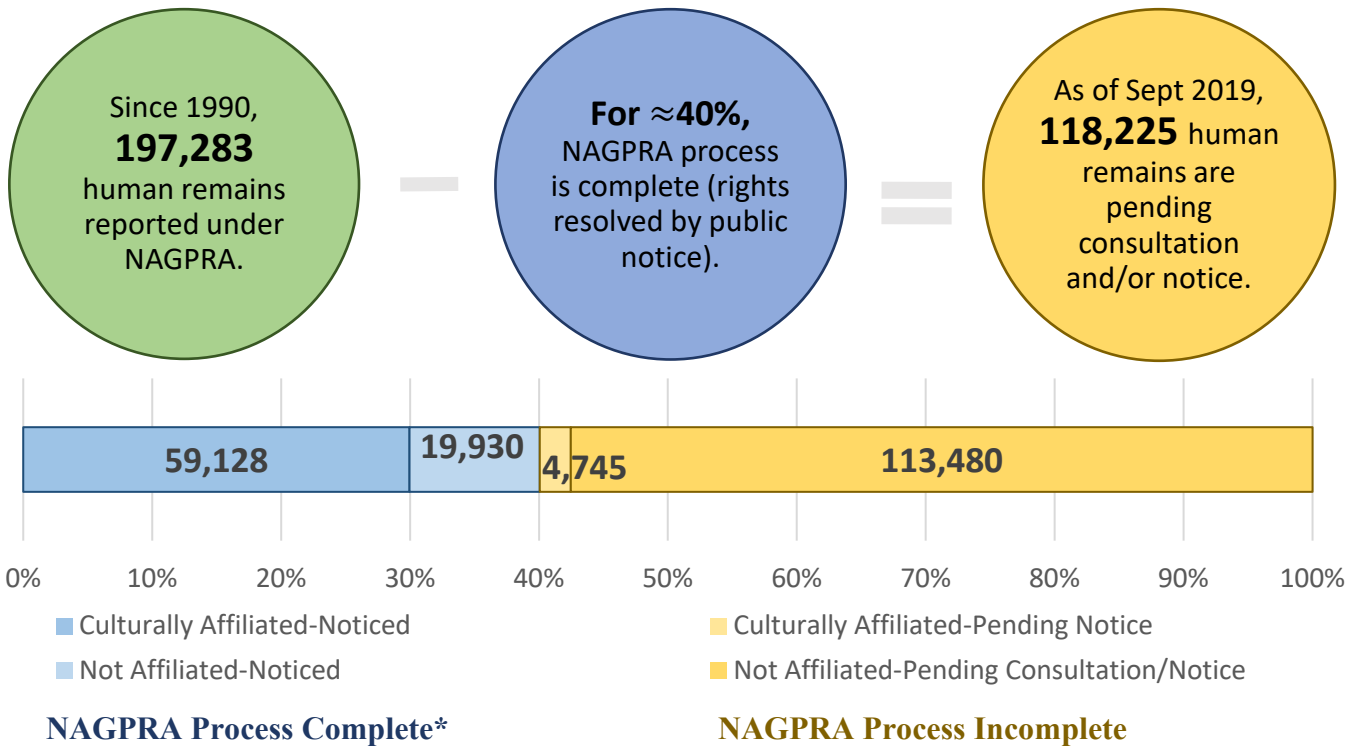 Since 1990,
197,283
human remains
reported under
NAGPRA.
For ≈40%,
NAGPRA process
is complete (rights
resolved by public
notice).
As of Sept 2019,
118,225 human
remains are
pending
consultation
and/or notice.
59,128
19,930
4,745
113,480
0%
10%
20%
30%
40%
50%
60%
70%
80%
90%
100%
Culturally Affiliated-Noticed
Not Affiliated-Noticed
Culturally Affiliated-Pending Notice
Not Affiliated-Pending Consultation/Notice
NAGPRA Process Complete*
NAGPRA Process Incomplete